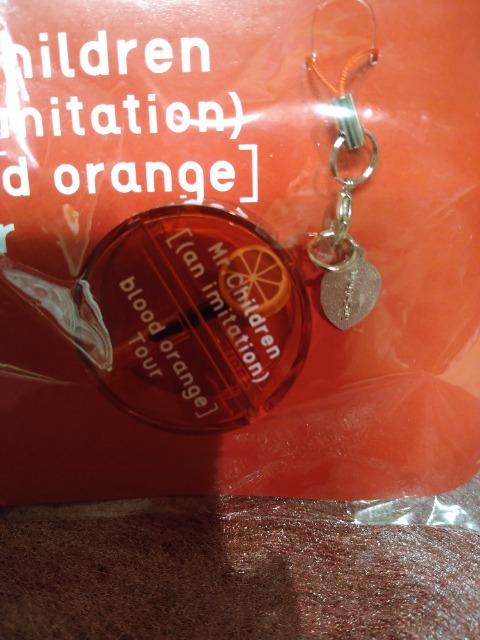 hildren
imitation)
d orange]
r
Mr.Children
[(an imitation)
blood orange]
Tour